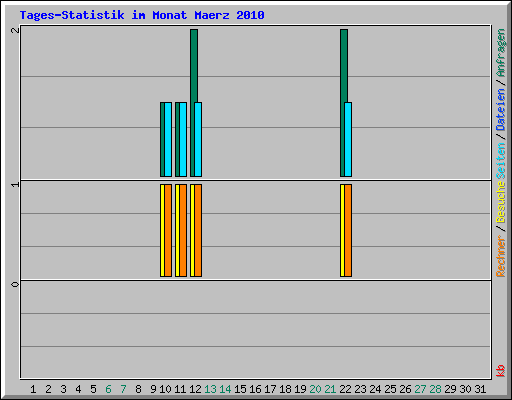 Tages-Statistik im Monat Maerz 2010
2
1
0
Rechner / Besuche Seiten / Dateien / Anfragen
kb
1 2 3 4 5 6 7 8 9 10 11 12 13 14 15 16 17 18 19 20 21 22 23 24 25 26 27 28 29 30 31